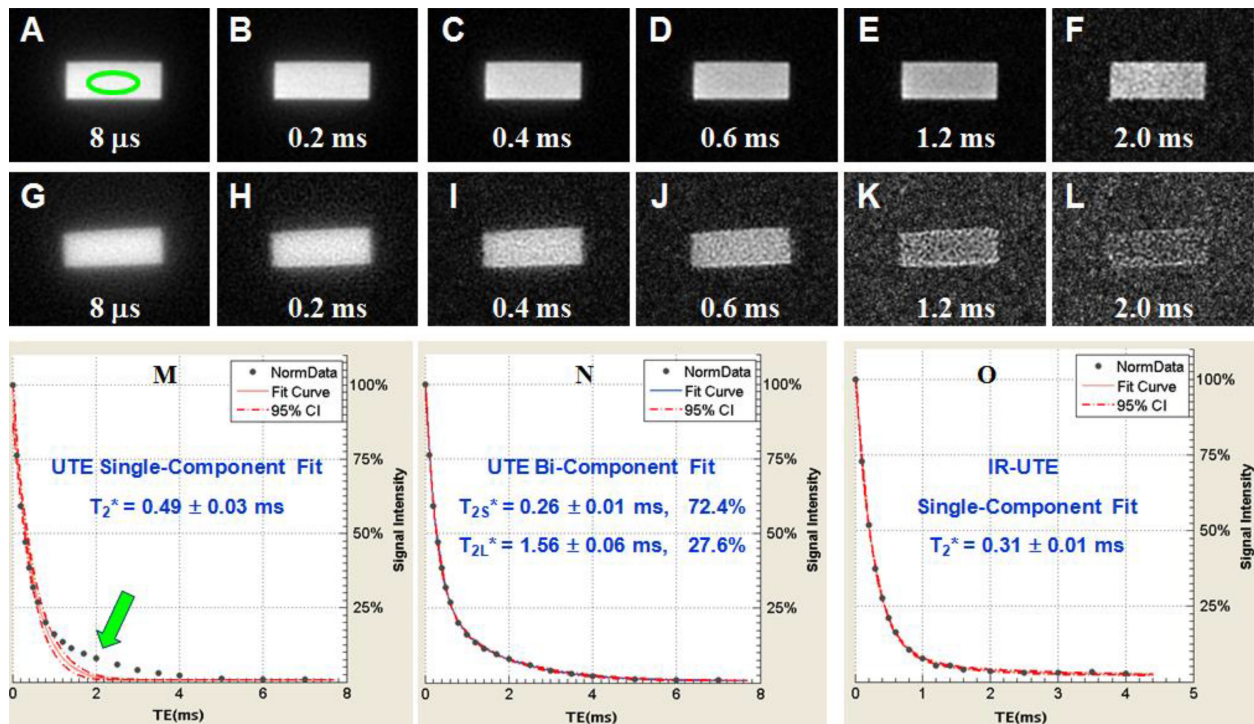 A B C D E F
8 μs 0.2 ms 0.4 ms 0.6 ms 1.2 ms 2.0 ms
G H I J K L
8 μs 0.2 ms 0.4 ms 0.6 ms 1.2 ms 2.0 ms
M
NormData
Fit Curve
95% CI
UTE Single-Component Fit
T2* = 0.49 ± 0.03 ms
100%
75%
50%
25%
Signal Intensity
0 2 4 6 8
TE(ms)
N
NormData
Fit Curve
95% CI
UTE Bi-Component Fit
T2S* = 0.26 ± 0.01 ms, 72.4%
T2L* = 1.56 ± 0.06 ms, 27.6%
100%
75%
50%
25%
Signal Intensity
0 2 4 6 8
TE(ms)
O
NormData
Fit Curve
95% CI
IR-UTE
Single-Component Fit
T2* = 0.31 ± 0.01 ms
100%
75%
50%
25%
Signal Intensity
0 1 2 3 4 5
TE(ms)